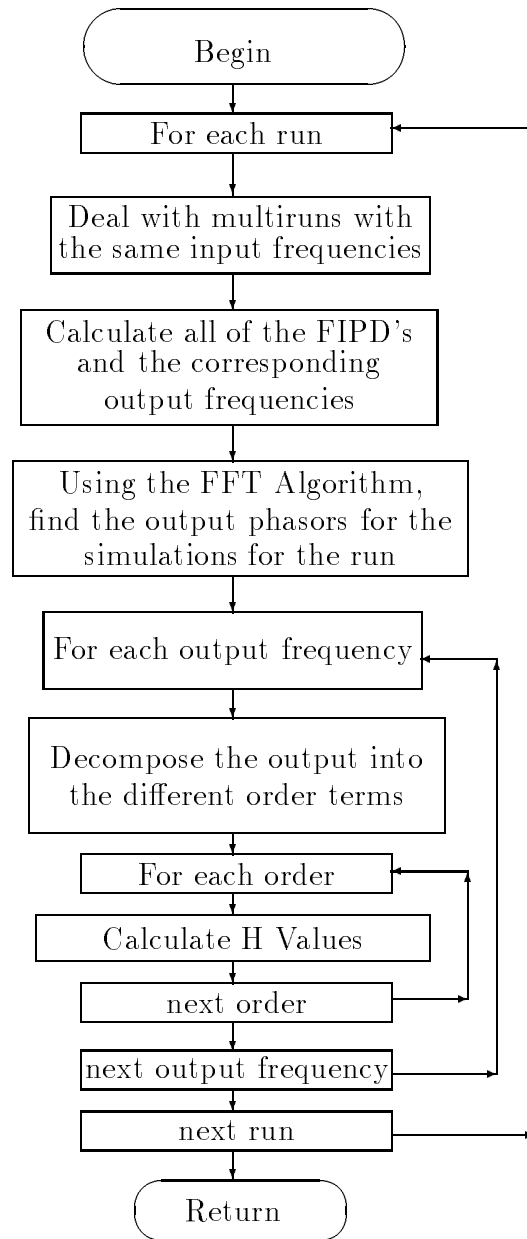 Begin
For each run
Deal with multiruns with
the same input frequencies
Calculate all of the FIPD's
and the corresponding
output frequencies
Using the FFT Algorithm,
find the output phasors for the
simulations for the run
For each output frequency
Decompose the output into
the different order terms
For each order
Calculate H Values
next order
next output frequency
next run
Return